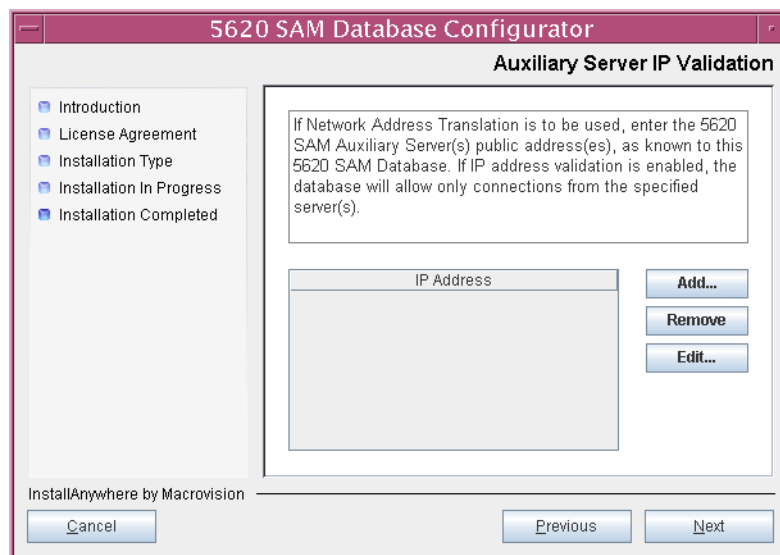 5620 SAM Database Configurator
Auxiliary Server IP Validation
Introduction
License Agreement
Installation Type
Installation In Progress
Installation Completed
If Network Address Translation is to be used, enter the 5620
SAM Auxiliary Server(s) public address(es), as known to this
5620 SAM Database. If IP address validation is enabled, the
database will allow only connections from the specified
server(s).
IP Address
Add...
Remove
Edit...
InstallAnywhere by Macrovision
Cancel
Previous
Next